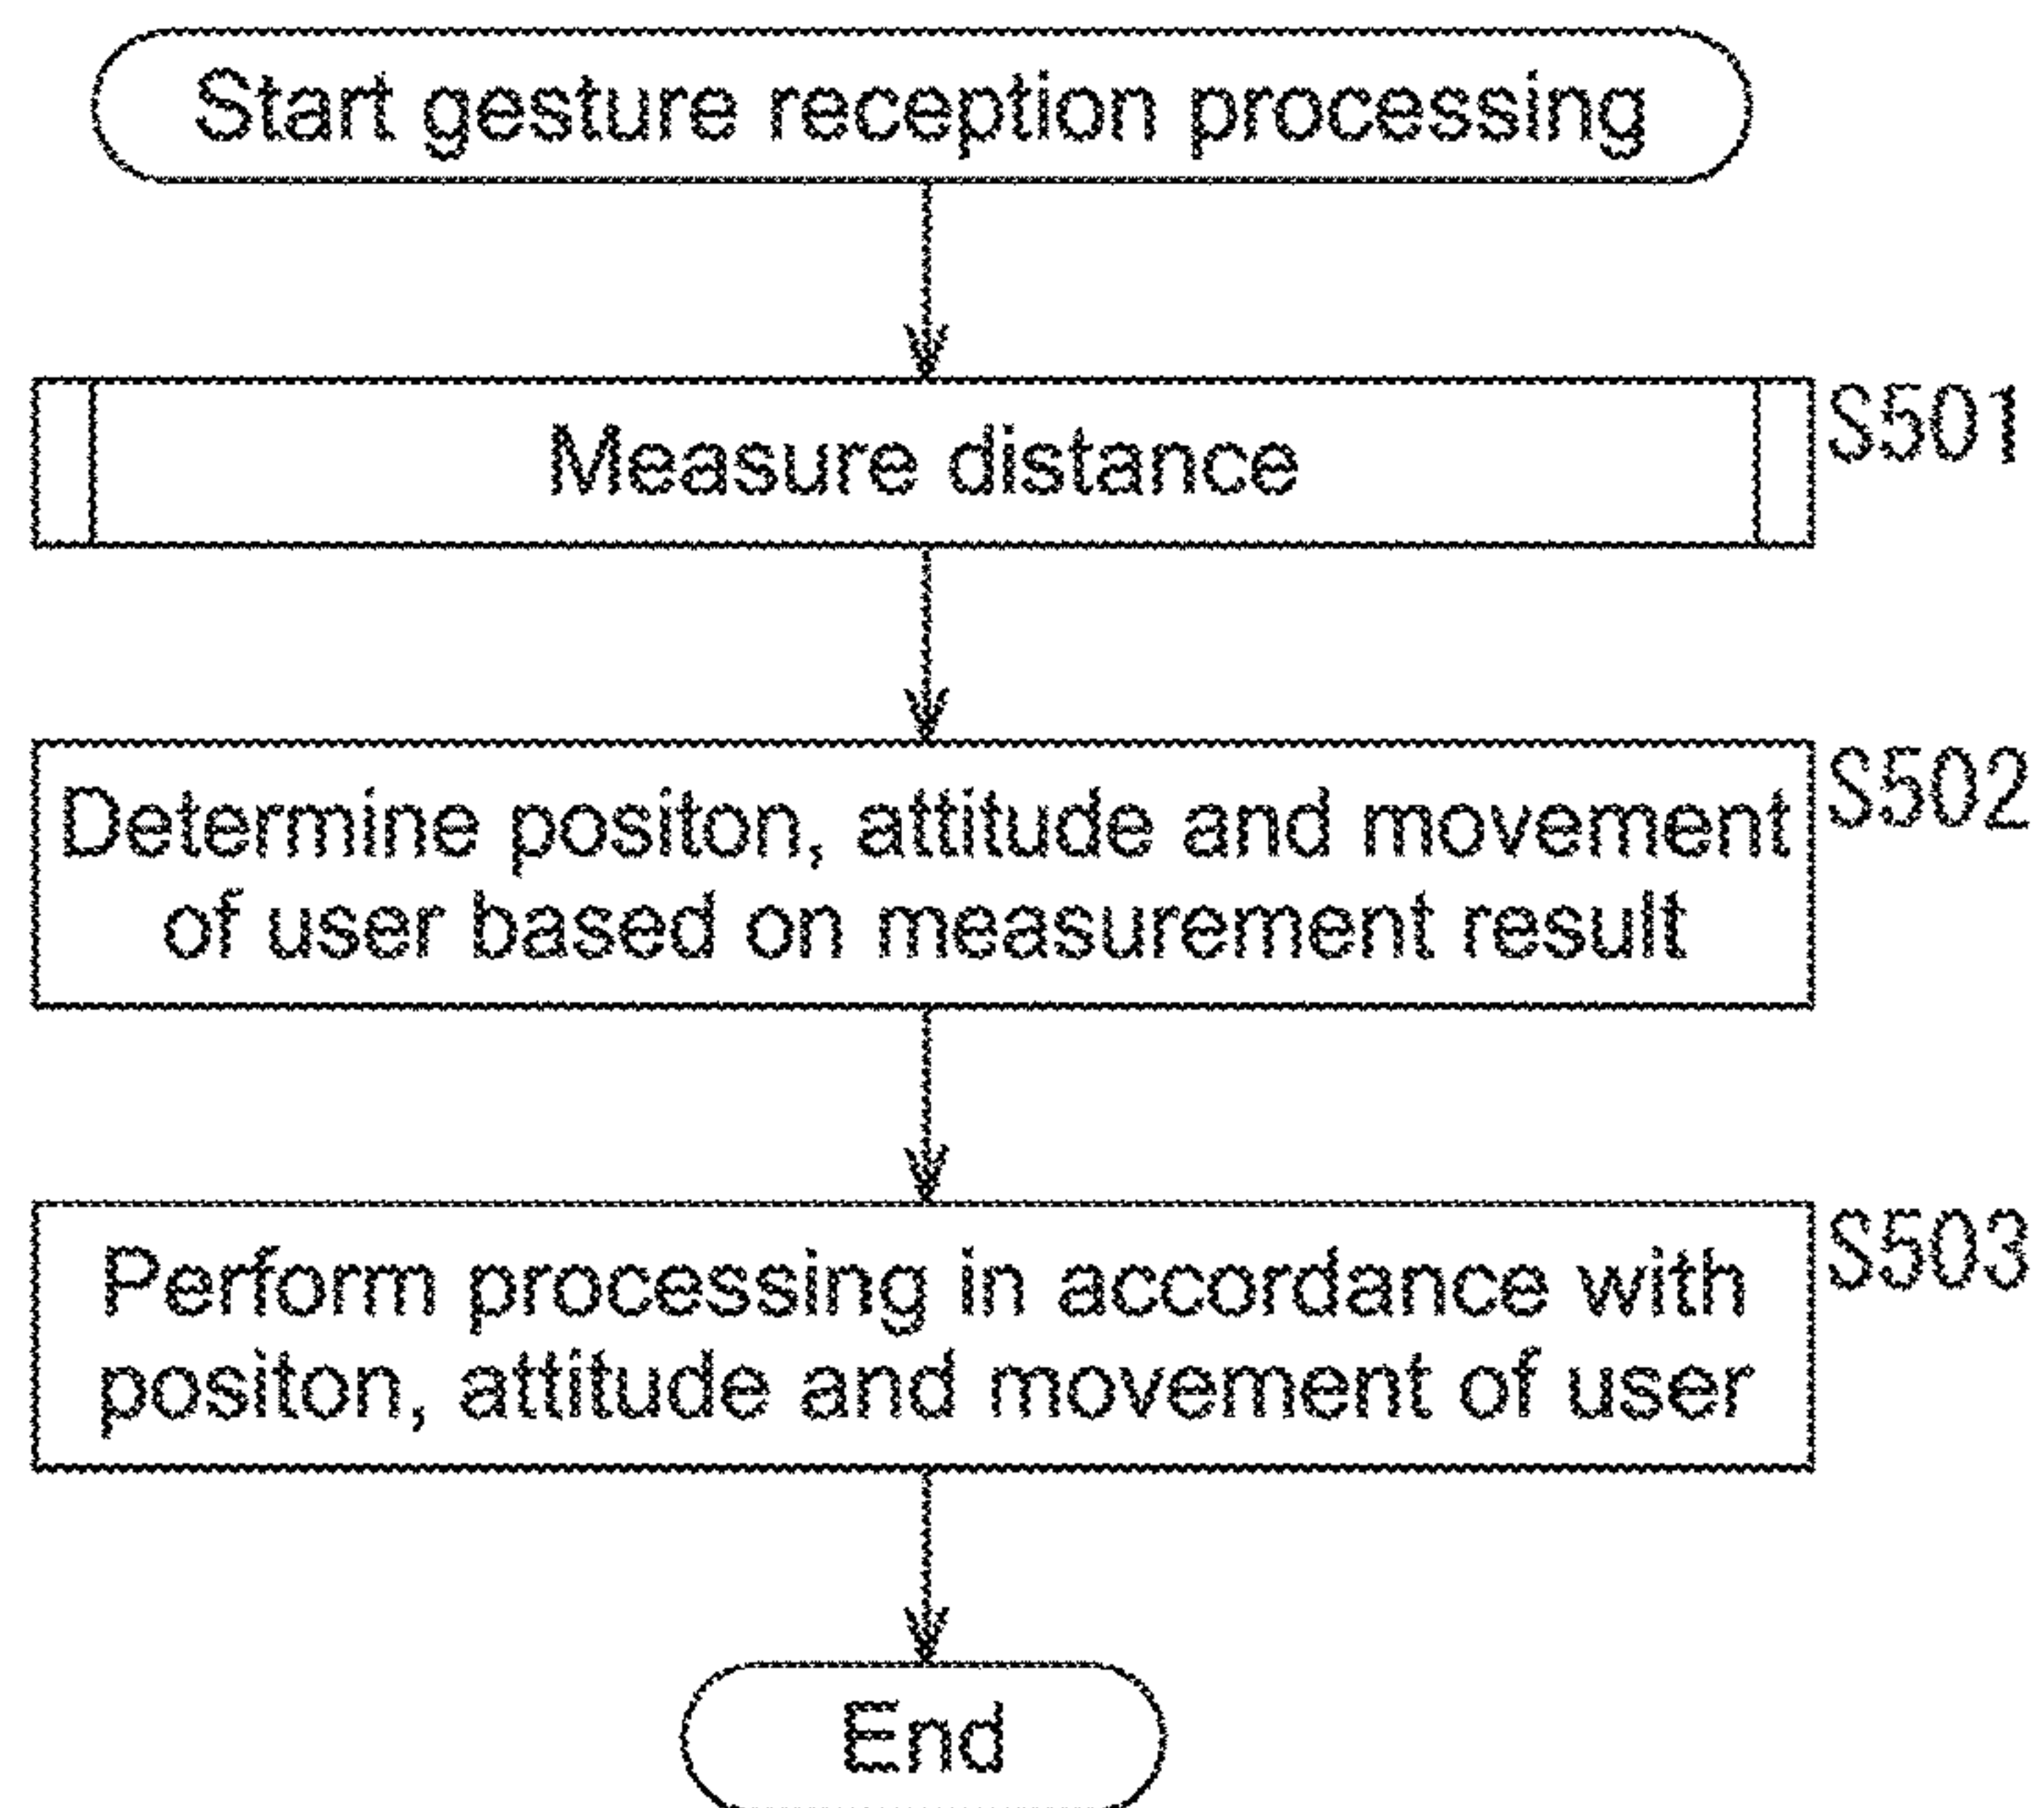 Start gesture reception processing
Measure distance
S501
Determine positon, attitude and movement
of user based on measurement result
S502
Perform processing in accordance with
positon, attitude and movement of user
S503
End